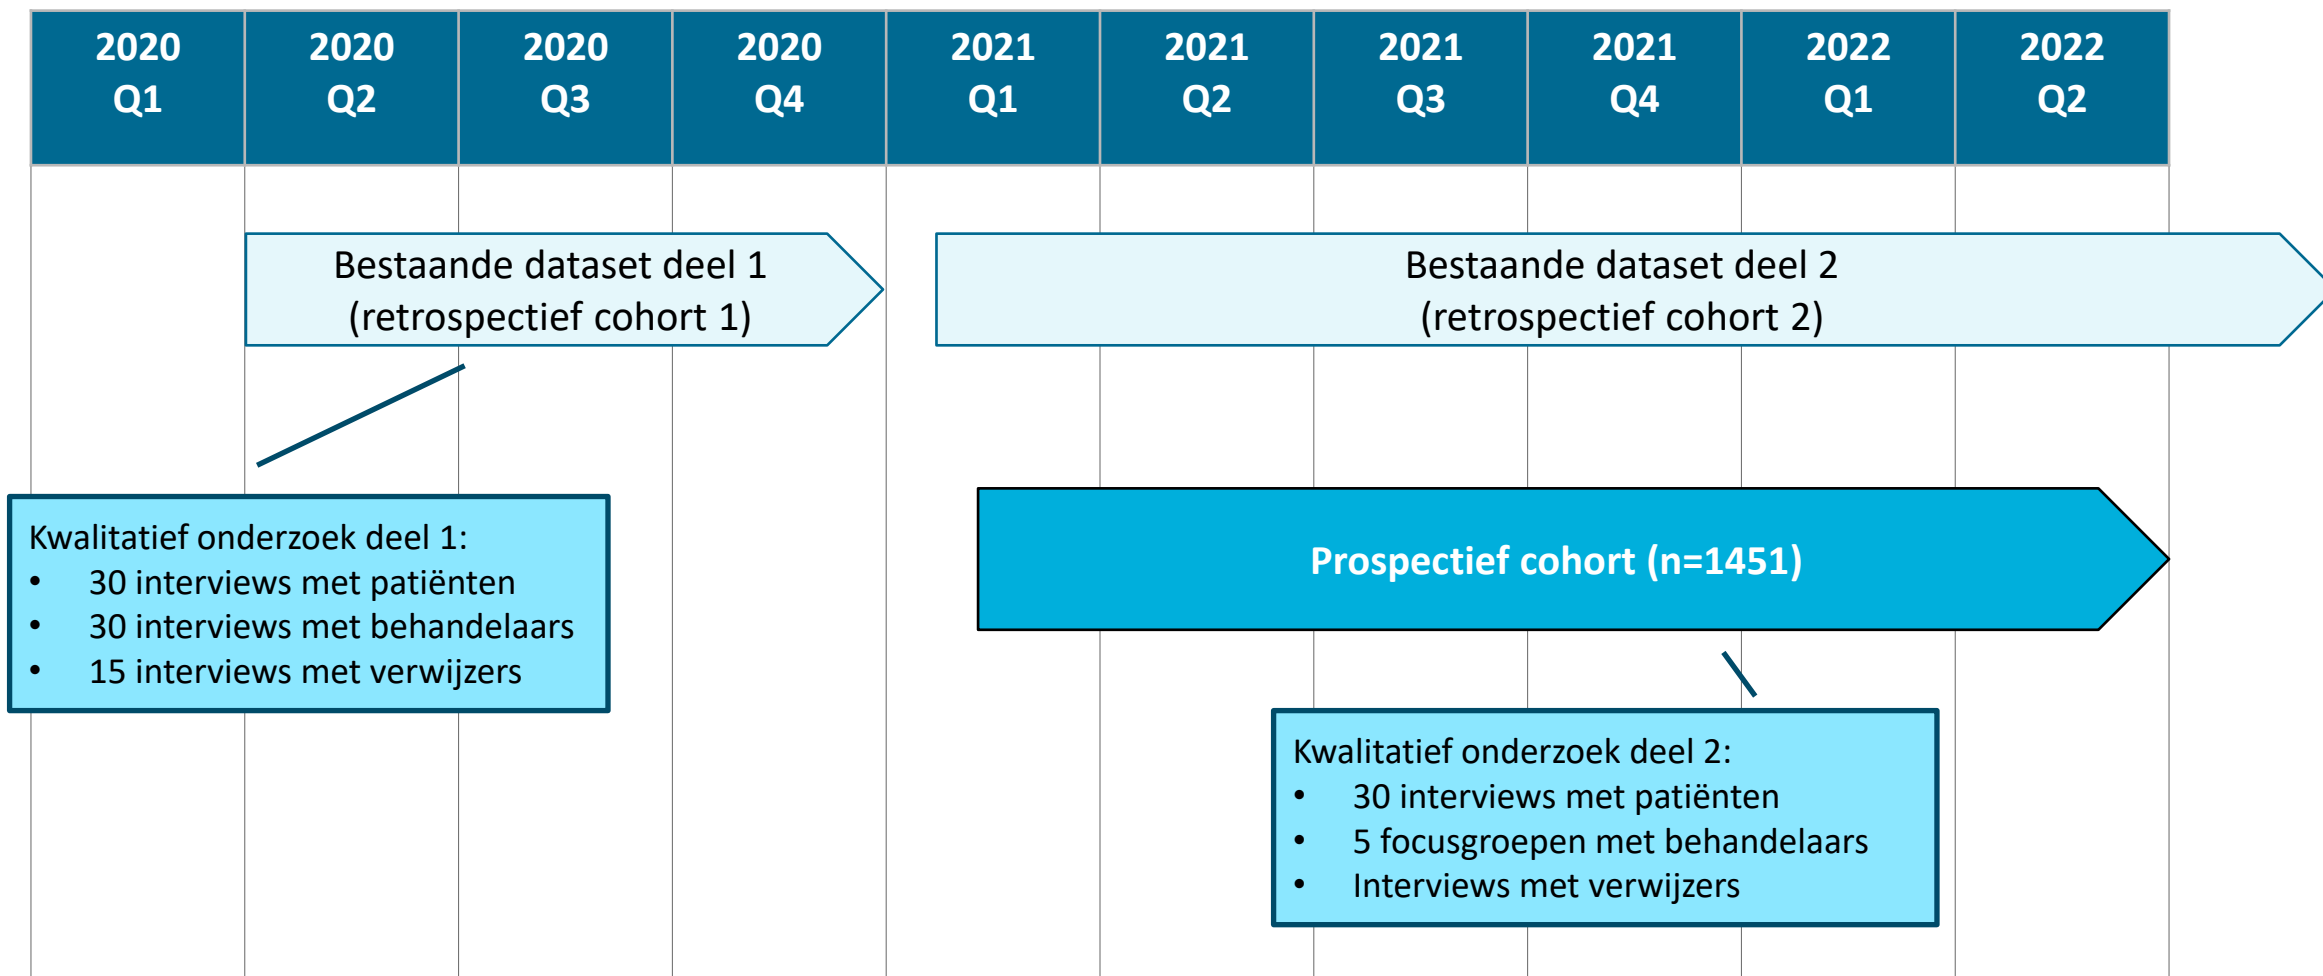 2020 2020 2020 2020 2021 2021 2021 2021 2022 2022
Q1 Q2 Q3 Q4 Q1 Q2 Q3 Q4 Q1 Q2
Bestaande dataset deel 1
(retrospectief cohort 1)
Bestaande dataset deel 2
(retrospectief cohort 2)
Kwalitatief onderzoek deel 1:
• 30 interviews met patiënten
• 30 interviews met behandelaars
• 15 interviews met verwijzers
Prospectief cohort (n=1451)
Kwalitatief onderzoek deel 2:
• 30 interviews met patiënten
• 5 focusgroepen met behandelaars
• Interviews met verwijzers